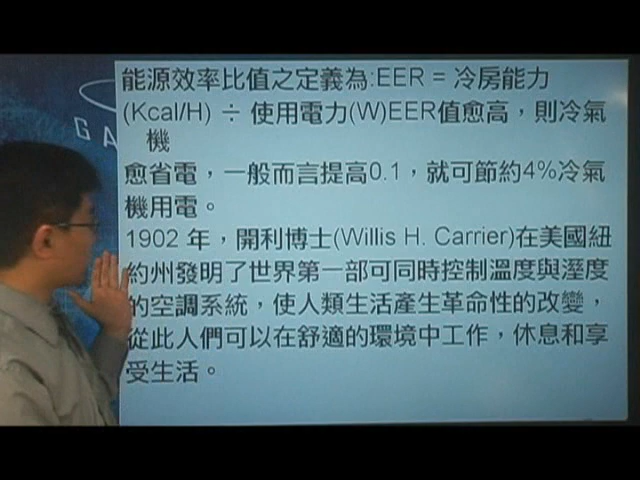 能源效率比值之定義為:EER = 冷房能力
(Kcal/H) ÷ 使用電力(W)EER值愈高，則冷氣
機
愈省電，一般而言提高0.1，就可節約4%冷氣
機用電。
1902 年，開利博士(Willis H. Carrier)在美國紐
約州發明了世界第一部可同時控制溫度與溼度
的空調系統，使人類生活產生革命性的改變，
從此人們可以在舒適的環境中工作，休息和享
受生活。